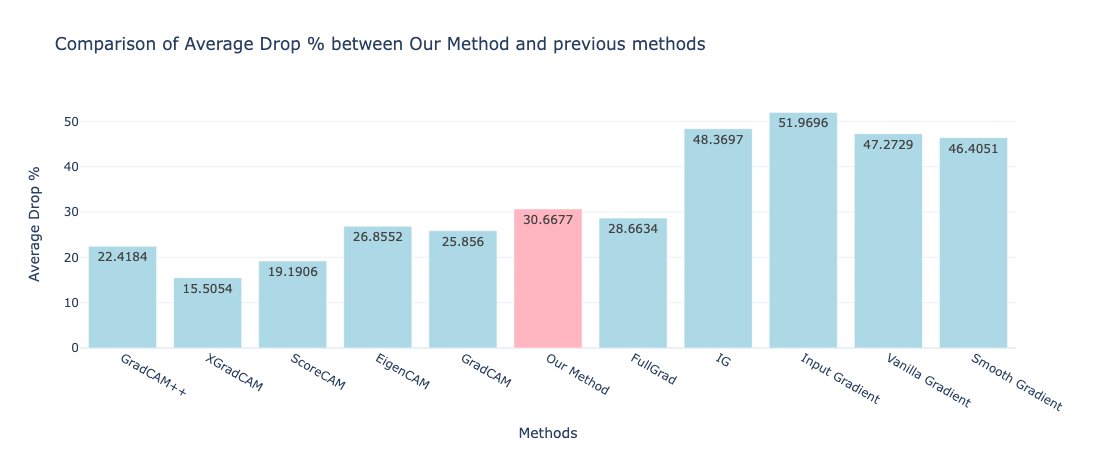 Comparison of Average Drop % between Our Method and previous methods
Average Drop %
50
40
30
20
10
0
22.4184
15.5054
19.1906
26.8552
25.856
30.6677
28.6634
48.3697
51.9696
47.2729
46.4051
GradCAM++
XGradCAM
ScoreCAM
EigenCAM
GradCAM
Our Method
FullGrad
IG
Input Gradient
Vanilla Gradient
Smooth Gradient
Methods